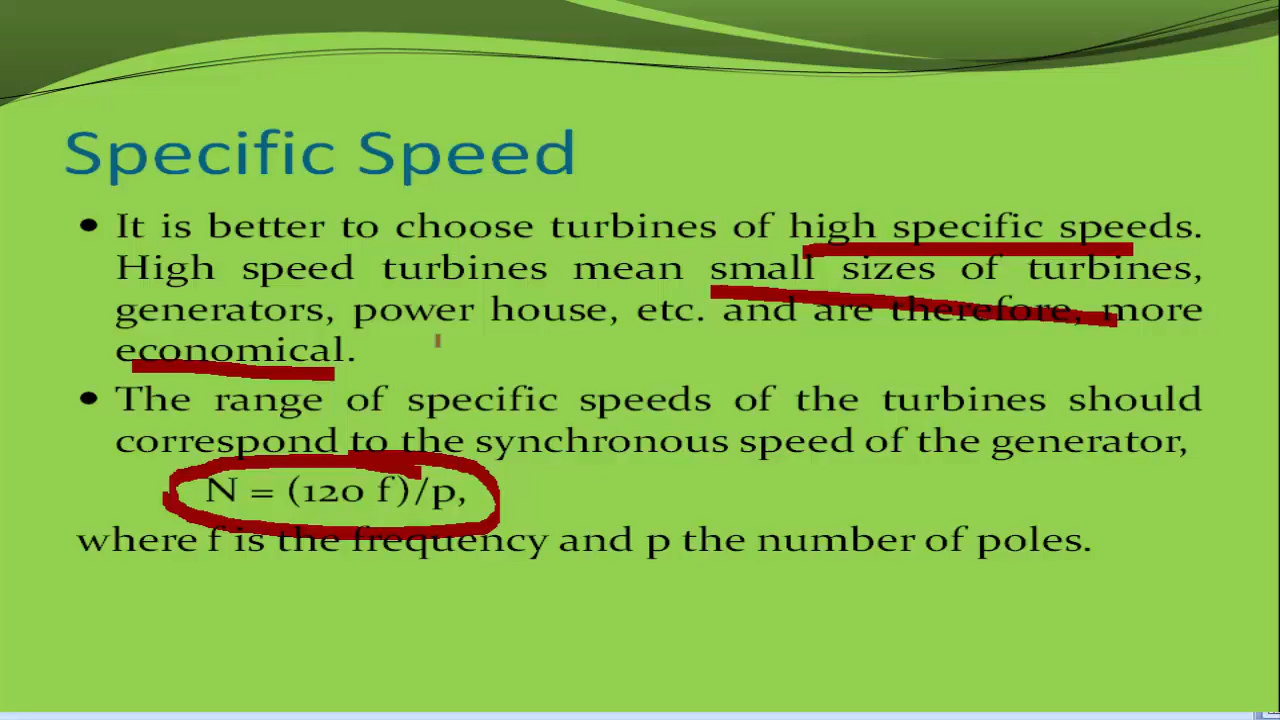 Specific Speed
• It is better to choose turbines of high specific speeds.
High speed turbines mean small sizes of turbines,
generators, power house, etc. and are therefore, more
economical.
• The range of specific speeds of the turbines should
correspond to the synchronous speed of the generator,
N = (120 f)/p,
where f is the frequency and p the number of poles.